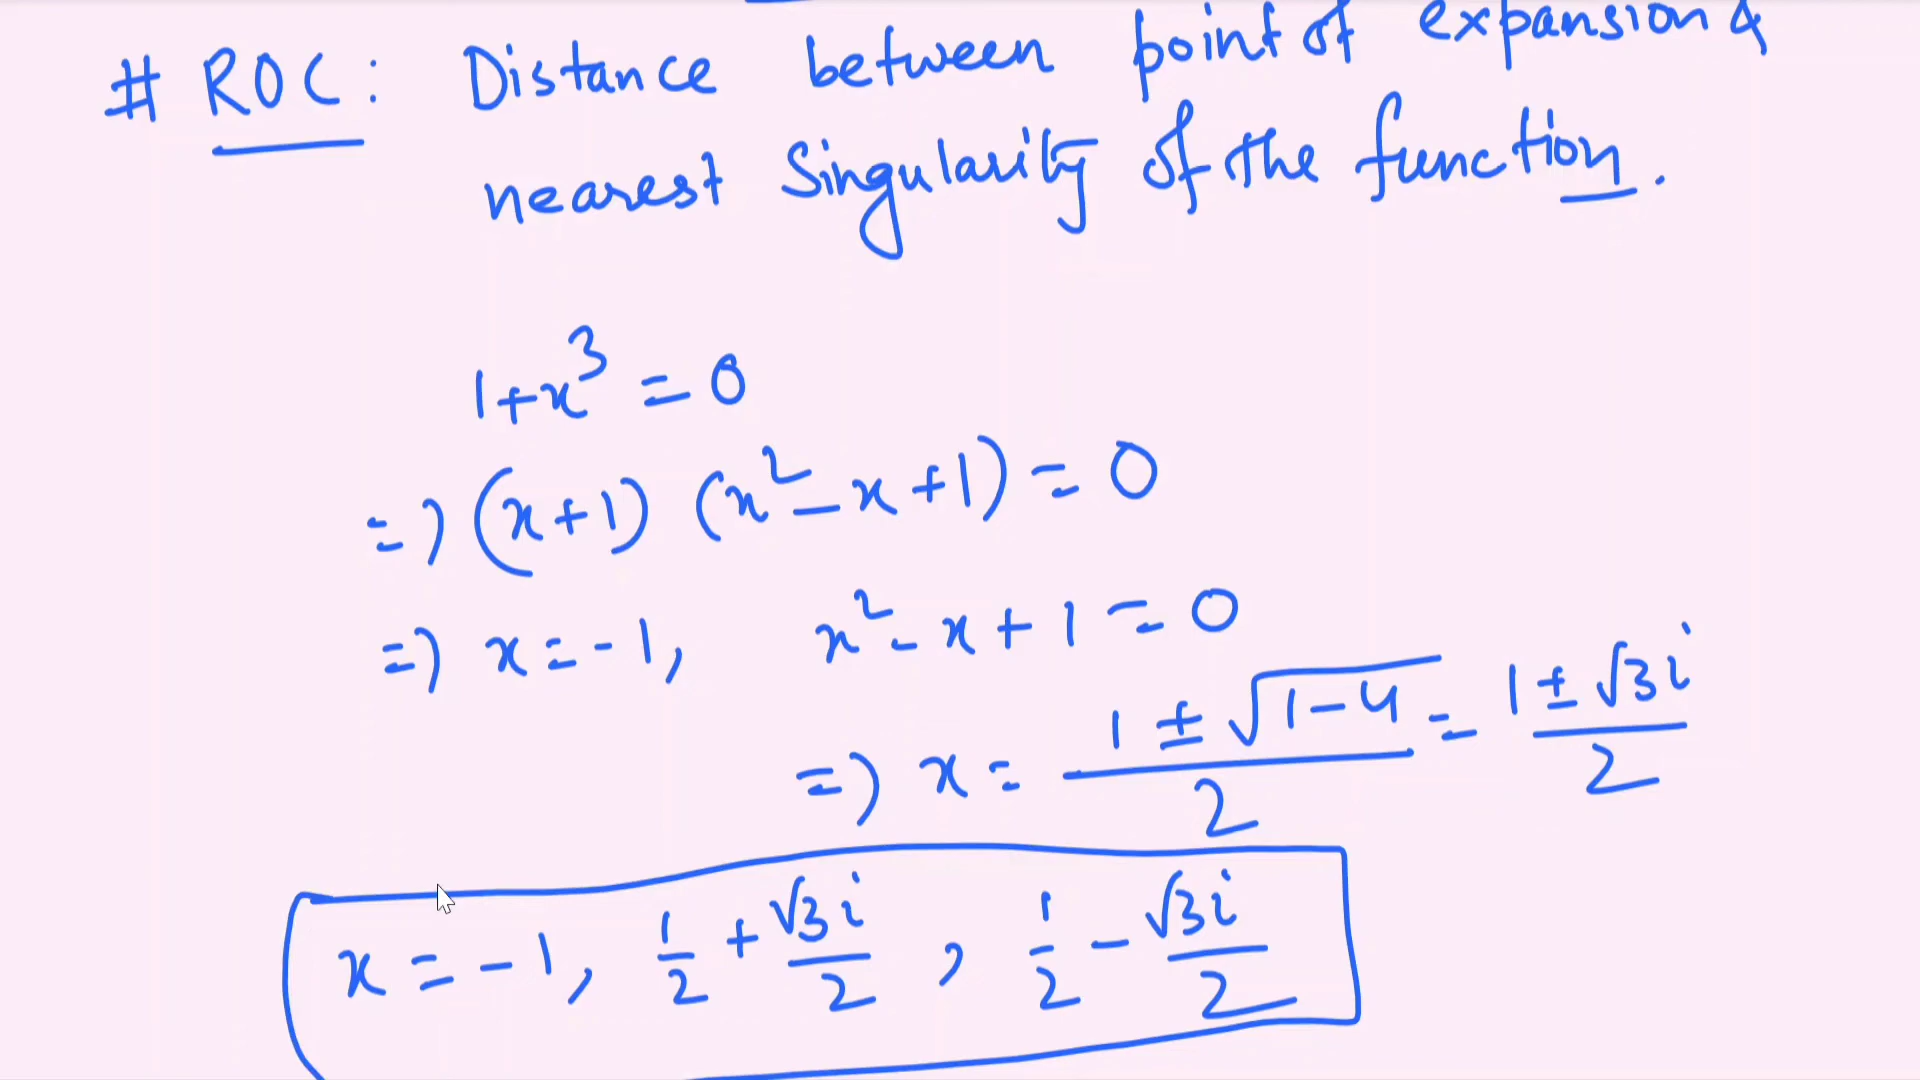 # ROC: Distance between point of expansion &
nearest Singularity of the function.
1+x³ = 0
=> (x+1) (x²-x+1) = 0
=> x = -1, x²-x+1 = 0
=> x = (1 ± √(1-4))/2 = (1 ± √3i)/2
x = -1, 1/2 + √3i/2, 1/2 - √3i/2